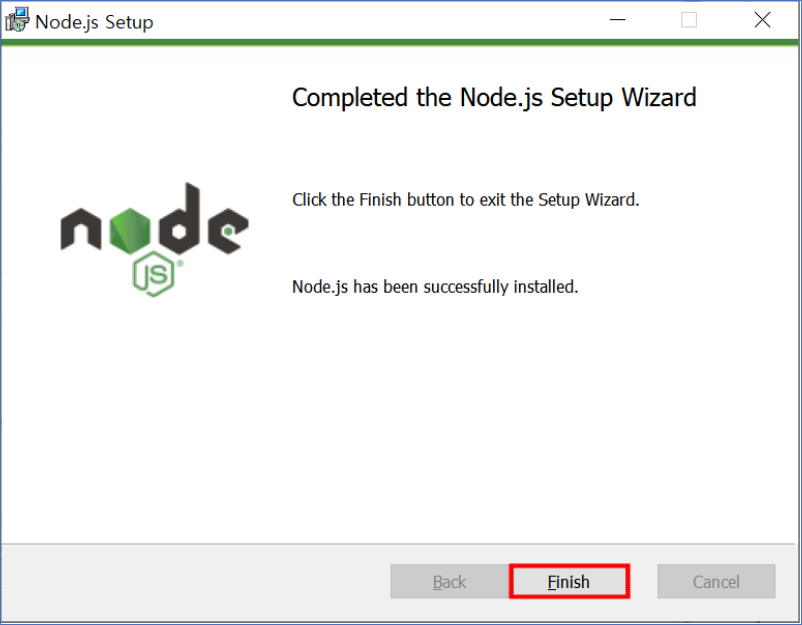 Node.js Setup
Completed the Node.js Setup Wizard
Click the Finish button to exit the Setup Wizard.
node
JS
Node.js has been successfully installed.
Back
Finish
Cancel